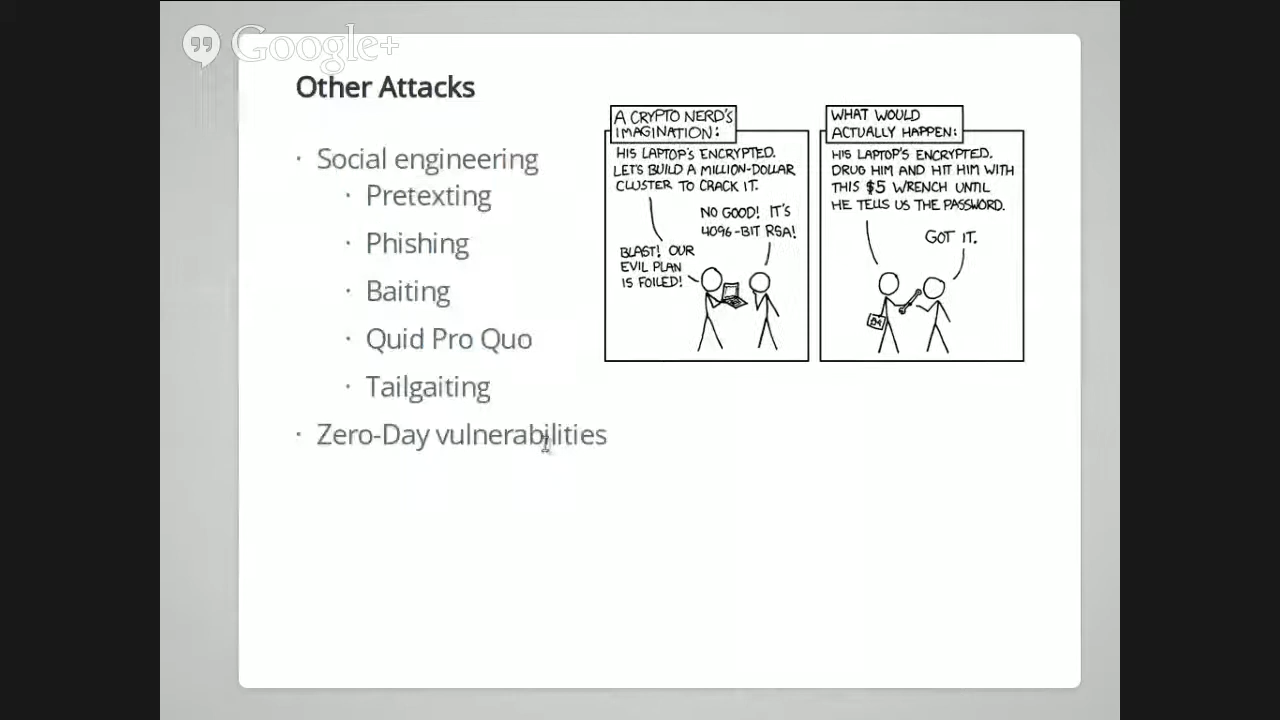 Google+
Other Attacks
· Social engineering
· Pretexting
· Phishing
· Baiting
· Quid Pro Quo
· Tailgaiting
· Zero-Day vulnerabilities
A CRYPTO NERD'S
IMAGINATION:
HIS LAPTOP'S ENCRYPTED.
LET'S BUILD A MILLION-DOLLAR
CLUSTER TO CRACK IT.
NO GOOD! IT'S
4096-BIT RSA!
BLAST! OUR
EVIL PLAN
IS FOILED!
WHAT WOULD
ACTUALLY HAPPEN:
HIS LAPTOP'S ENCRYPTED.
DRUG HIM AND HIT HIM WITH
THIS $5 WRENCH UNTIL
HE TELLS US THE PASSWORD.
GOT IT.